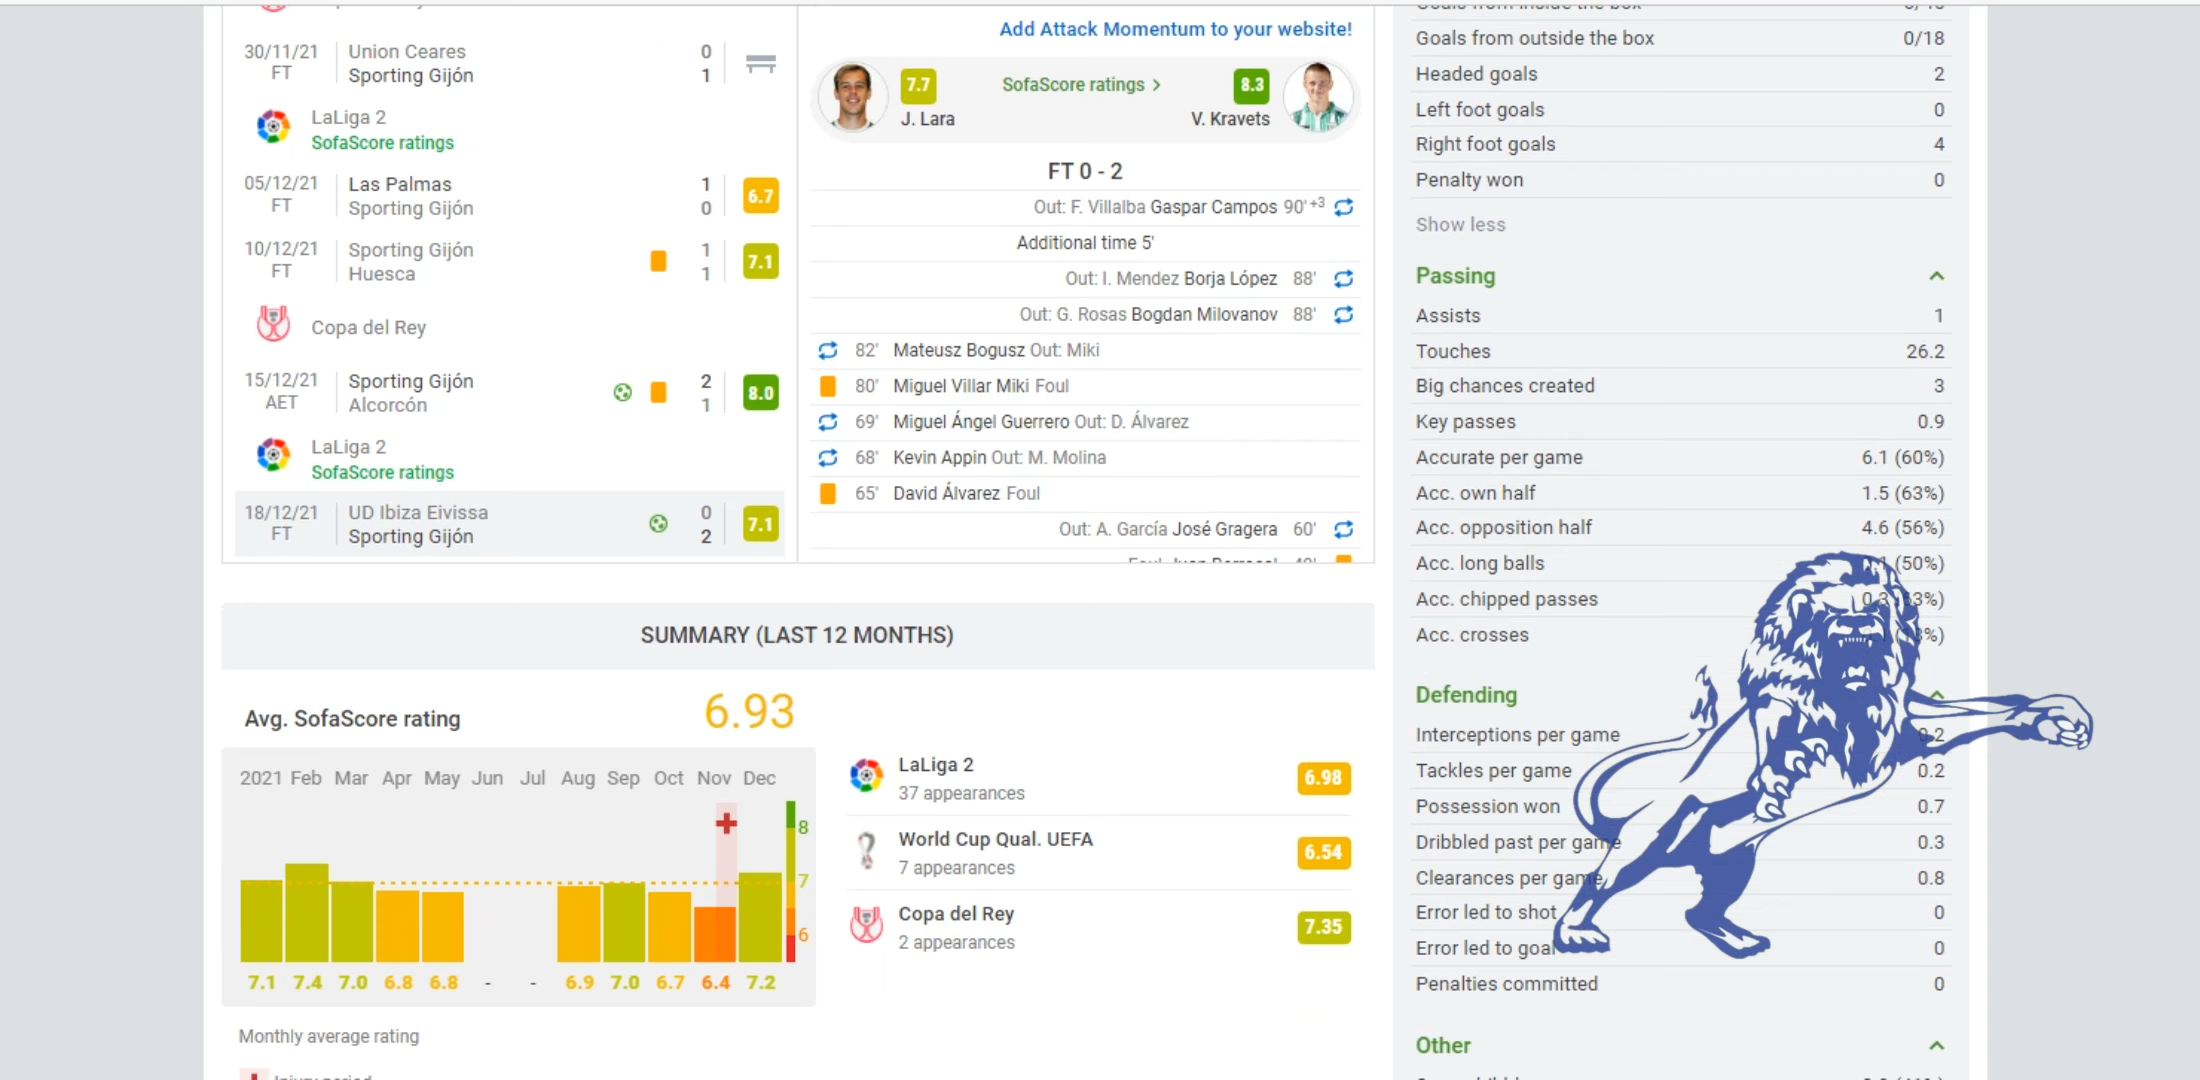 30/11/21
FT
Union Ceares
Sporting Gijón
0
1
LaLiga 2
SofaScore ratings
05/12/21
FT
Las Palmas
Sporting Gijón
1
0
6.7
10/12/21
FT
Sporting Gijón
Huesca
1
1
7.1
Copa del Rey
15/12/21
AET
Sporting Gijón
Alcorcón
2
1
8.0
LaLiga 2
SofaScore ratings
18/12/21
FT
UD Ibiza Eivissa
Sporting Gijón
0
2
7.1
Add Attack Momentum to your website!
7.7
J. Lara
SofaScore ratings >
8.3
V. Kravets
FT 0 - 2
Out: F. Villalba Gaspar Campos 90' +3
Additional time 5'
Out: I. Mendez Borja López 88'
Out: G. Rosas Bogdan Milovanov 88'
82' Mateusz Bogusz Out: Miki
80' Miguel Villar Miki Foul
69' Miguel Ángel Guerrero Out: D. Álvarez
68' Kevin Appin Out: M. Molina
65' David Álvarez Foul
Out: A. García José Gragera 60'
SUMMARY (LAST 12 MONTHS)
Avg. SofaScore rating 6.93
2021 Feb Mar Apr May Jun Jul Aug Sep Oct Nov Dec
8
7
6
7.1 7.4 7.0 6.8 6.8 - - 6.9 7.0 6.7 6.4 7.2
Monthly average rating
Injury period
LaLiga 2
37 appearances
6.98
World Cup Qual. UEFA
7 appearances
6.54
Copa del Rey
2 appearances
7.35
Goals from inside the box
Goals from outside the box 0/18
Headed goals 2
Left foot goals 0
Right foot goals 4
Penalty won 0
Show less
Passing
Assists 1
Touches 26.2
Big chances created 3
Key passes 0.9
Accurate per game 6.1 (60%)
Acc. own half 1.5 (63%)
Acc. opposition half 4.6 (56%)
Acc. long balls (50%)
Acc. chipped passes
Acc. crosses
Defending
Interceptions per game 0.2
Tackles per game 0.2
Possession won 0.7
Dribbled past per game 0.3
Clearances per game 0.8
Error led to shot 0
Error led to goal 0
Penalties committed 0
Other